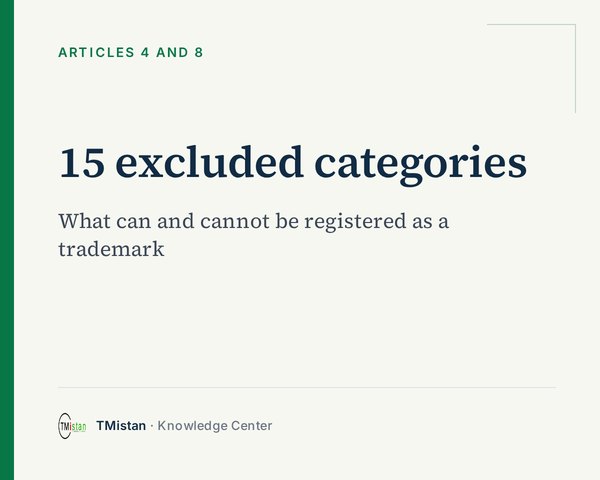 ARTICLES 4 AND 8
15 excluded categories
What can and cannot be registered as a
trademark
TMistan
TMistan · Knowledge Center